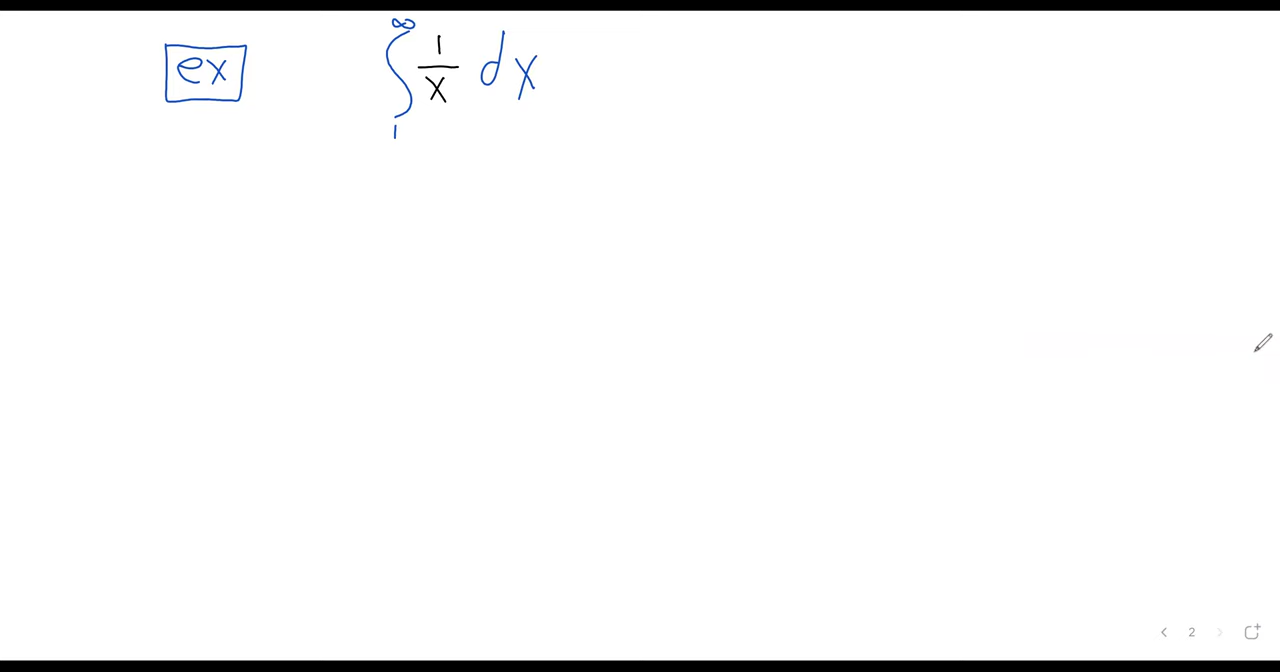 ex ∫₁^∞ 1/x dx
2